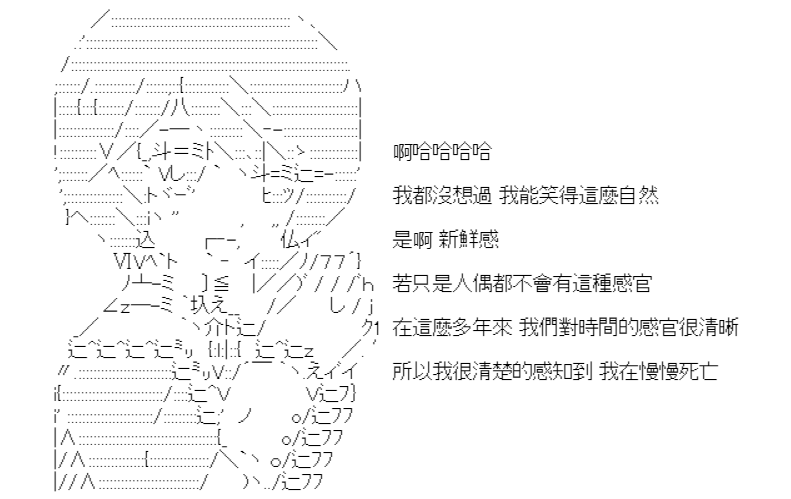 啊哈哈哈哈
我都沒想過 我能笑得這麼自然
是啊 新鮮感
若只是人偶都不會有這種感官
在這麼多年來 我們對時間的感官很清晰
所以我很清楚的感知到 我在慢慢死亡